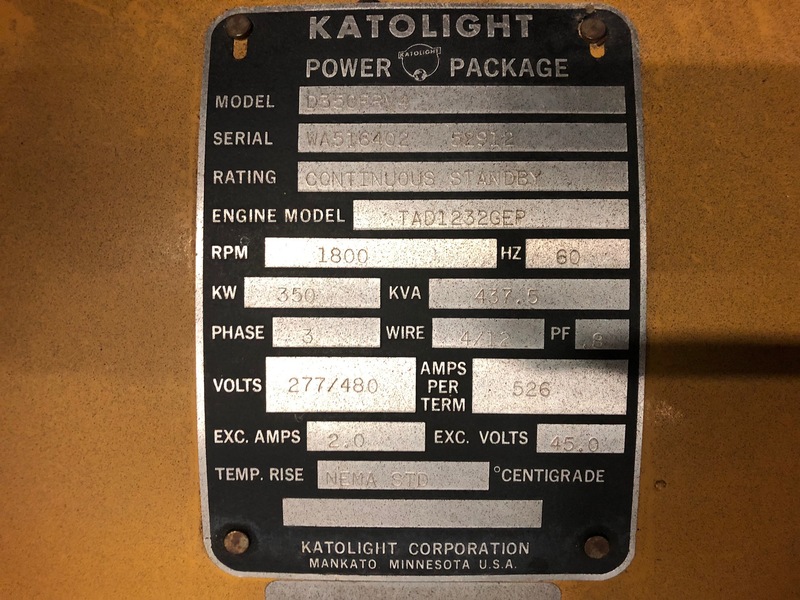 KATOLIGHT
POWER KATOLIGHT PACKAGE
MODEL
SERIAL WA516402 52912
RATING CONTINUOUS STANDBY
ENGINE MODEL TAD1232GEP
RPM 1800 HZ 60
KW 350 KVA 437.5
PHASE 3 WIRE 4/12 PF .8
VOLTS 277/480 AMPS PER TERM 526
EXC. AMPS 2.0 EXC. VOLTS 45.0
TEMP. RISE NEMA STD °CENTIGRADE
KATOLIGHT CORPORATION
MANKATO MINNESOTA U.S.A.